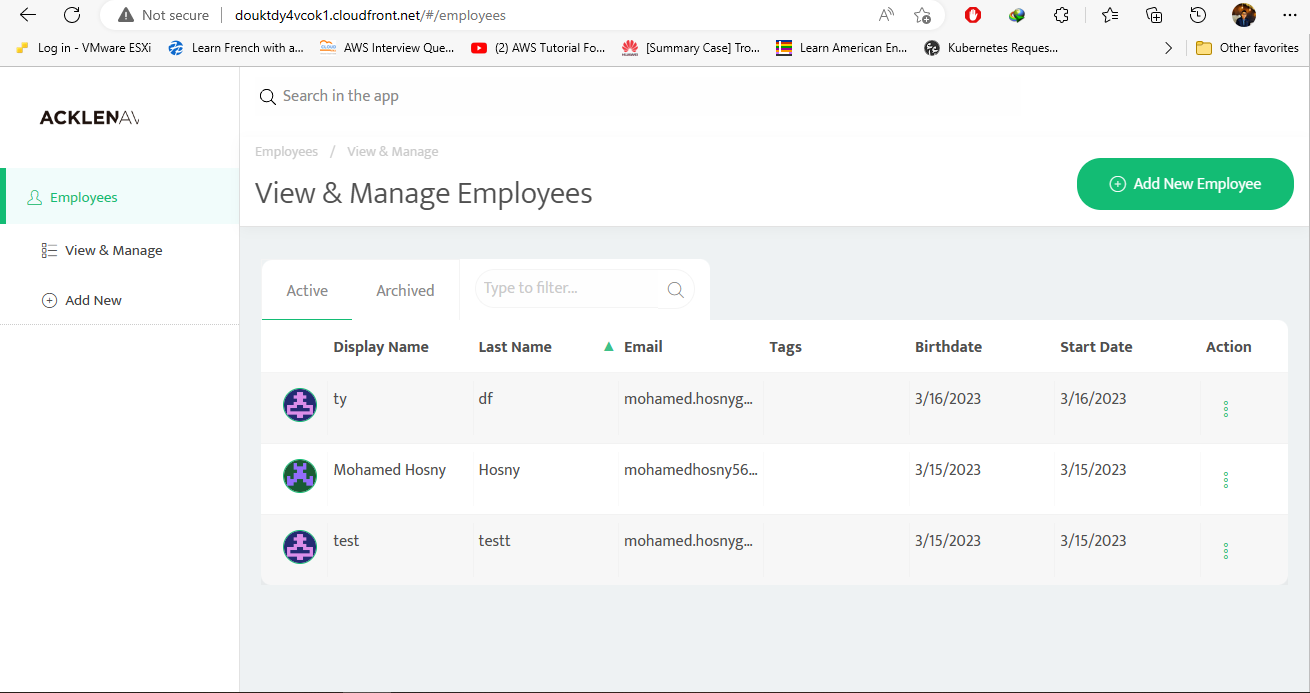 Not secure douktdy4vcok1.cloudfront.net/#/employees
Log in - VMware ESXi Learn French with a... AWS Interview Que... (2) AWS Tutorial Fo... [Summary Case] Tro... Learn American En... Kubernetes Reques... Other favorites
ACKLENAV
Employees
View & Manage
Add New
Search in the app
Employees / View & Manage
View & Manage Employees
Add New Employee
Active Archived Type to filter...
Display Name Last Name Email Tags Birthdate Start Date Action
ty df mohamed.hosnyg... 3/16/2023 3/16/2023
Mohamed Hosny Hosny mohamedhosny56... 3/15/2023 3/15/2023
test testt mohamed.hosnyg... 3/15/2023 3/15/2023